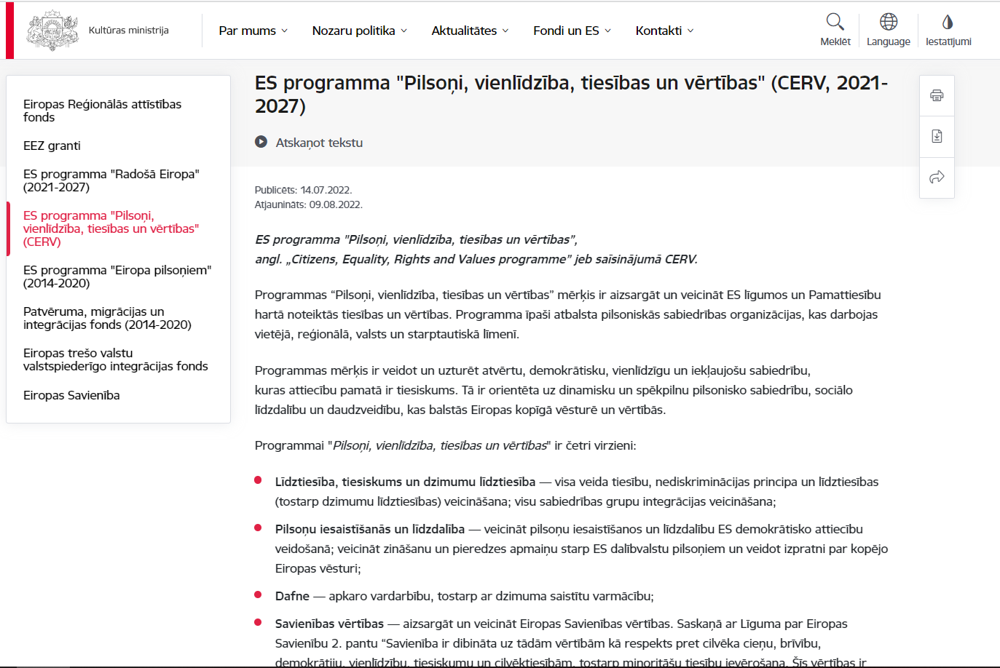 Kultūras ministrija
Par mums
Nozaru politika
Aktualitātes
Fondi un ES
Kontakti
Meklēt
Language
Iestatījumi
Eiropas Reģionālās attīstības
fonds
EEZ granti
ES programma "Radošā Eiropa"
(2021-2027)
ES programma "Pilsoņi,
vienlīdzība, tiesības un vērtības"
(CERV)
ES programma "Eiropa pilsoņiem"
(2014-2020)
Patvēruma, migrācijas un
integrācijas fonds (2014-2020)
Eiropas trešo valstu
valstspiederīgo integrācijas fonds
Eiropas Savienība
ES programma "Pilsoņi, vienlīdzība, tiesības un vērtības" (CERV, 2021-
2027)
Atskaņot tekstu
Publicēts: 14.07.2022.
Atjaunināts: 09.08.2022.
ES programma "Pilsoņi, vienlīdzība, tiesības un vērtības”,
angl. „Citizens, Equality, Rights and Values programme” jeb saīsinājumā CERV.
Programmas “Pilsoņi, vienlīdzība, tiesības un vērtības” mērķis ir aizsargāt un veicināt ES līgumos un Pamattiesību
hartā noteiktās tiesības un vērtības. Programma īpaši atbalsta pilsoniskās sabiedrības organizācijas, kas darbojas
vietējā, reģionālā, valsts un starptautiskā līmenī.
Programmas mērķis ir veidot un uzturēt atvērtu, demokrātisku, vienlīdzīgu un iekļaujošu sabiedrību,
kuras attiecību pamatā ir tiesiskums. Tā ir orientēta uz dinamisku un spēkpilnu pilsonisko sabiedrību, sociālo
līdzdalību un daudzveidību, kas balstās Eiropas kopīgā vēsturē un vērtībās.
Programmai "Pilsoņi, vienlīdzība, tiesības un vērtības" ir četri virzieni:
Līdztiesība, tiesiskums un dzimumu līdztiesība — visa veida tiesību, nediskriminācijas principa un līdztiesības
(tostarp dzimumu līdztiesības) veicināšana; visu sabiedrības grupu integrācijas veicināšana;
Pilsoņu iesaistīšanās un līdzdalība — veicināt pilsoņu iesaistīšanos un līdzdalību ES demokrātisko attiecību
veidošanā; veicināt zināšanu un pieredzes apmaiņu starp ES dalībvalstu pilsoņiem un veidot izpratni par kopējo
Eiropas vēsturi;
Dafne — apkaro vardarbību, tostarp ar dzimuma saistītu varmācību;
Savienības vērtības — aizsargāt un veicināt Eiropas Savienības vērtības. Saskaņā ar Līguma par Eiropas
Savienību 2. pantu “Savienība ir dibināta uz tādām vērtībām kā respekts pret cilvēka cieņu, brīvību,
demokrātiju, vienlīdzību, tiesiskumu un cilvēktiesībām, tostarp minoritāšu tiesību ievērošana. Šīs vērtības ir